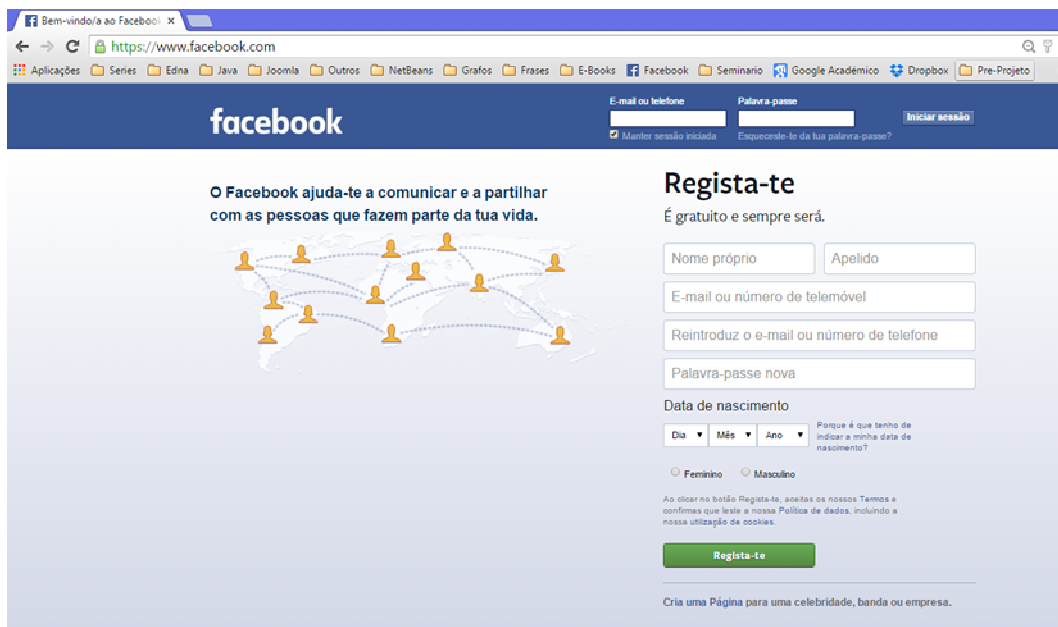 Bem-vindo/a ao Facebook
https://www.facebook.com
Aplicações Series Edna Java Joomla Outros NetBeans Grafos Frases E-Books Facebook Seminario Google Académico Dropbox Pre-Projeto
facebook
E-mail ou telefone Palavra-passe
Iniciar sessão
Manter sessão iniciada Esqueceste-te da tua palavra-passe?
O Facebook ajuda-te a comunicar e a partilhar
com as pessoas que fazem parte da tua vida.
Regista-te
É gratuito e sempre será.
Nome próprio Apelido
E-mail ou número de telemóvel
Reintroduz o e-mail ou número de telefone
Palavra-passe nova
Data de nascimento
Dia Mês Ano
Porque é que tenho de
indicar a minha data de
nascimento?
Feminino Masculino
Ao clicar no botão Regista-te, aceitas os nossos Termos e
confirmas que leste a nossa Política de dados, incluindo a
nossa utilização de cookies.
Regista-te
Cria uma Página para uma celebridade, banda ou empresa.